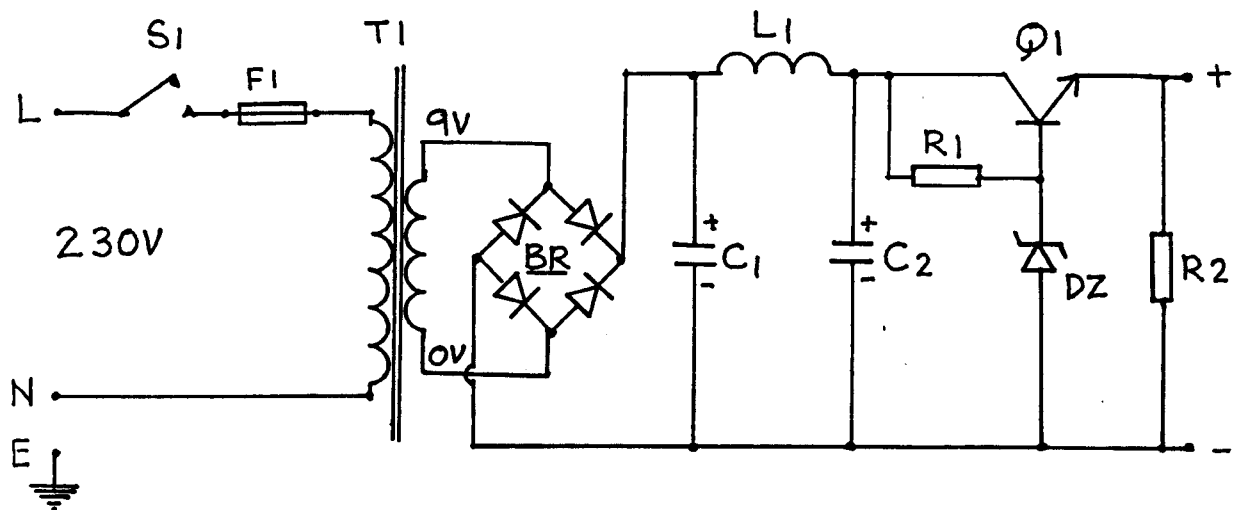 S1
T1
L1
Q1
L
F1
+
9V
R1
230V
BR
+
C1
-
+
C2
-
DZ
R2
0V
N
E
-